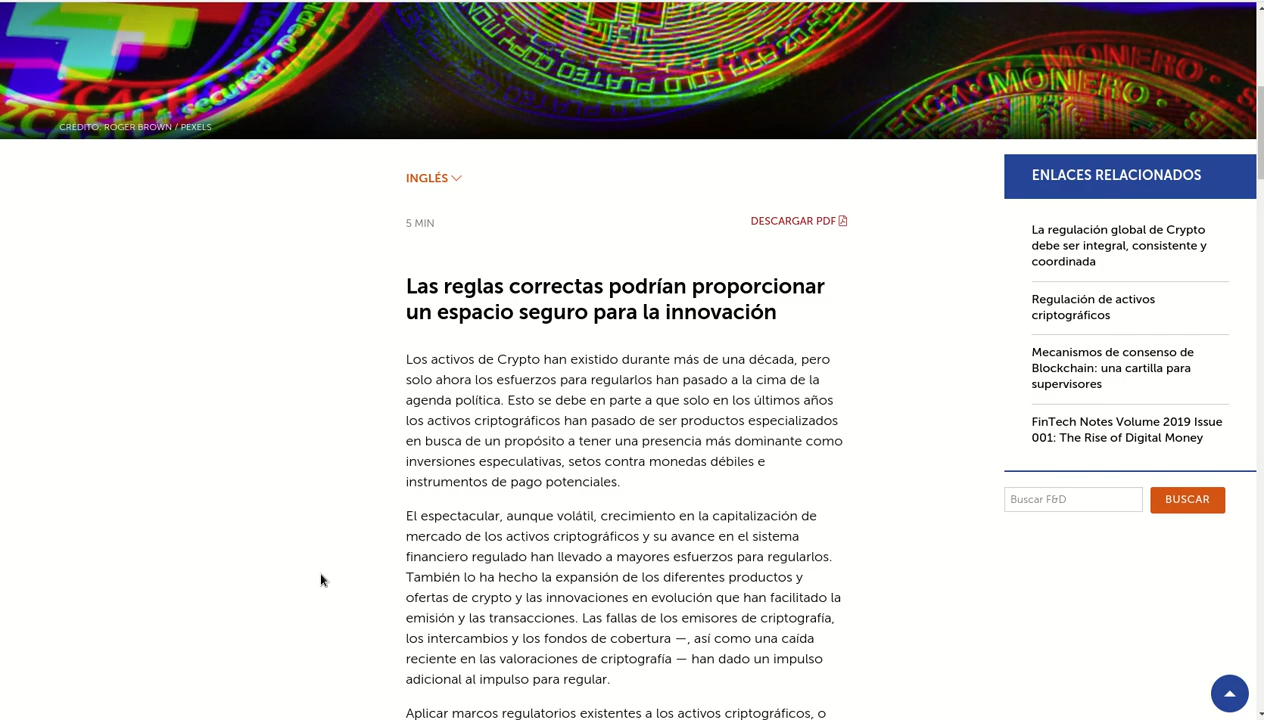 ZCASH
secured
GOLD PLATED COPY
MONERO
MONERO
CRÉDITO: ROGER BROWN / PEXELS
INGLÉS
5 MIN
DESCARGAR PDF
Las reglas correctas podrían proporcionar
un espacio seguro para la innovación
Los activos de Crypto han existido durante más de una década, pero
solo ahora los esfuerzos para regularlos han pasado a la cima de la
agenda política. Esto se debe en parte a que solo en los últimos años
los activos criptográficos han pasado de ser productos especializados
en busca de un propósito a tener una presencia más dominante como
inversiones especulativas, setos contra monedas débiles e
instrumentos de pago potenciales.
El espectacular, aunque volátil, crecimiento en la capitalización de
mercado de los activos criptográficos y su avance en el sistema
financiero regulado han llevado a mayores esfuerzos para regularlos.
También lo ha hecho la expansión de los diferentes productos y
ofertas de crypto y las innovaciones en evolución que han facilitado la
emisión y las transacciones. Las fallas de los emisores de criptografía,
los intercambios y los fondos de cobertura —, así como una caída
reciente en las valoraciones de criptografía — han dado un impulso
adicional al impulso para regular.
Aplicar marcos regulatorios existentes a los activos criptográficos, o
ENLACES RELACIONADOS
La regulación global de Crypto
debe ser integral, consistente y
coordinada
Regulación de activos
criptográficos
Mecanismos de consenso de
Blockchain: una cartilla para
supervisores
FinTech Notes Volume 2019 Issue
001: The Rise of Digital Money
Buscar F&D
BUSCAR